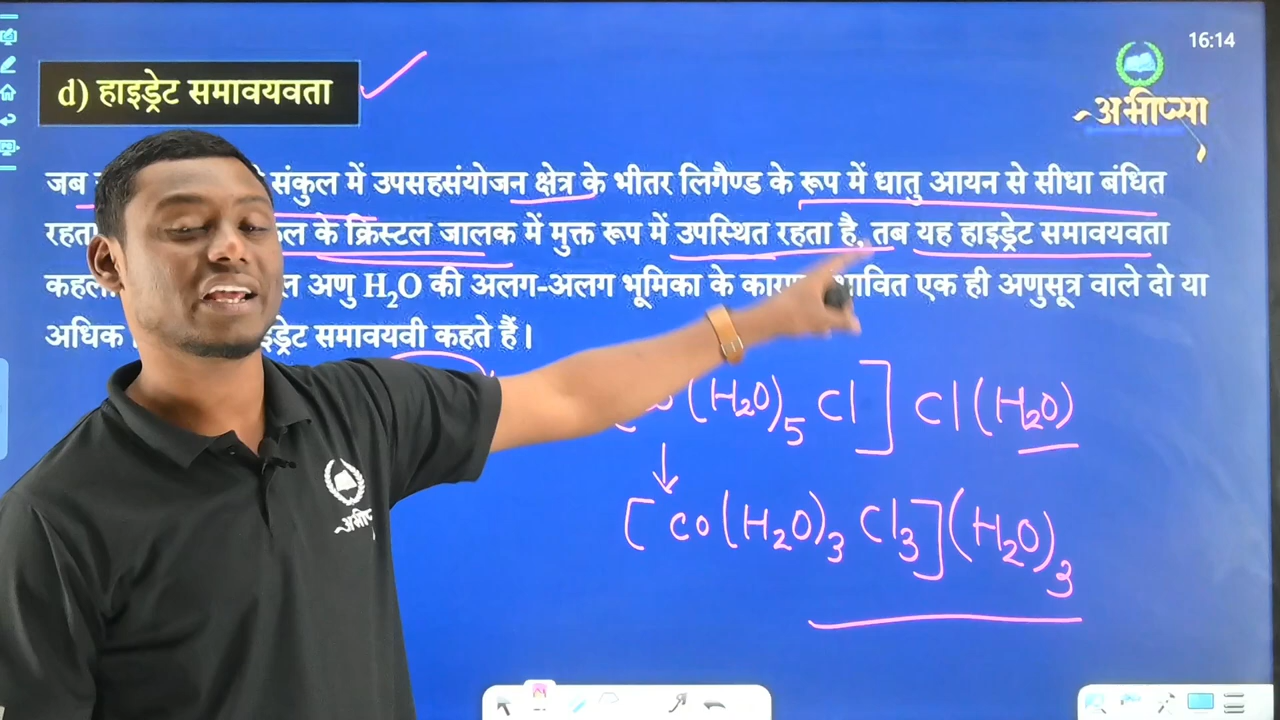 16:14
d) हाइड्रेट समावयवता
अभीप्सा
जब संकुल में उपसहसंयोजन क्षेत्र के भीतर लिगैण्ड के रूप में धातु आयन से सीधा बंधित
के क्रिस्टल जालक में मुक्त रूप में उपस्थित रहता है, तब यह हाइड्रेट समावयवता
अणु H₂O की अलग-अलग भूमिका के एक ही अणुसूत्र वाले दो या
अधिक समावयवी कहते हैं।
(H₂O)₅ Cl] Cl (H₂O)
↓
[Co(H₂O)₃ Cl₃](H₂O)₃